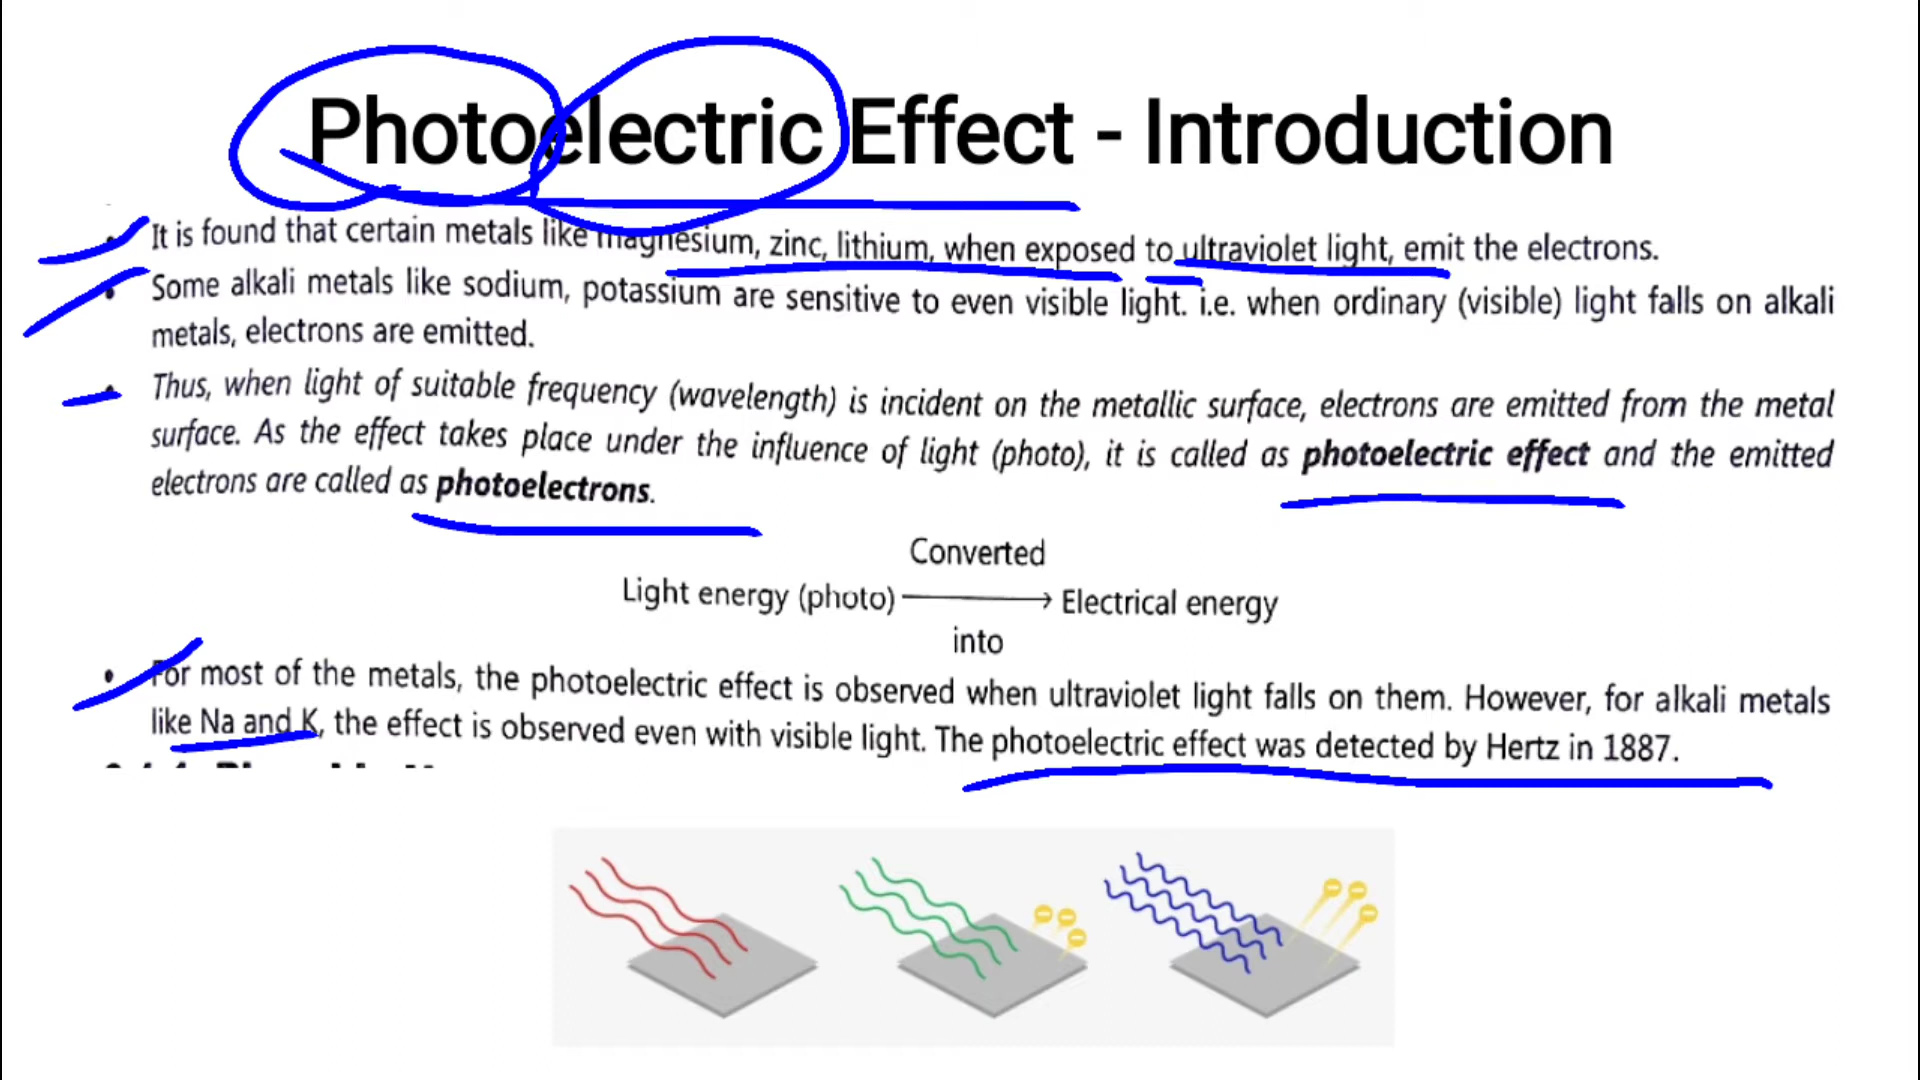 Photoelectric Effect - Introduction
• It is found that certain metals like magnesium, zinc, lithium, when exposed to ultraviolet light, emit the electrons.
• Some alkali metals like sodium, potassium are sensitive to even visible light. i.e. when ordinary (visible) light falls on alkali
metals, electrons are emitted.
• Thus, when light of suitable frequency (wavelength) is incident on the metallic surface, electrons are emitted from the metal
surface. As the effect takes place under the influence of light (photo), it is called as photoelectric effect and the emitted
electrons are called as photoelectrons.
Converted
Light energy (photo) ⟶ Electrical energy
into
• For most of the metals, the photoelectric effect is observed when ultraviolet light falls on them. However, for alkali metals
like Na and K, the effect is observed even with visible light. The photoelectric effect was detected by Hertz in 1887.